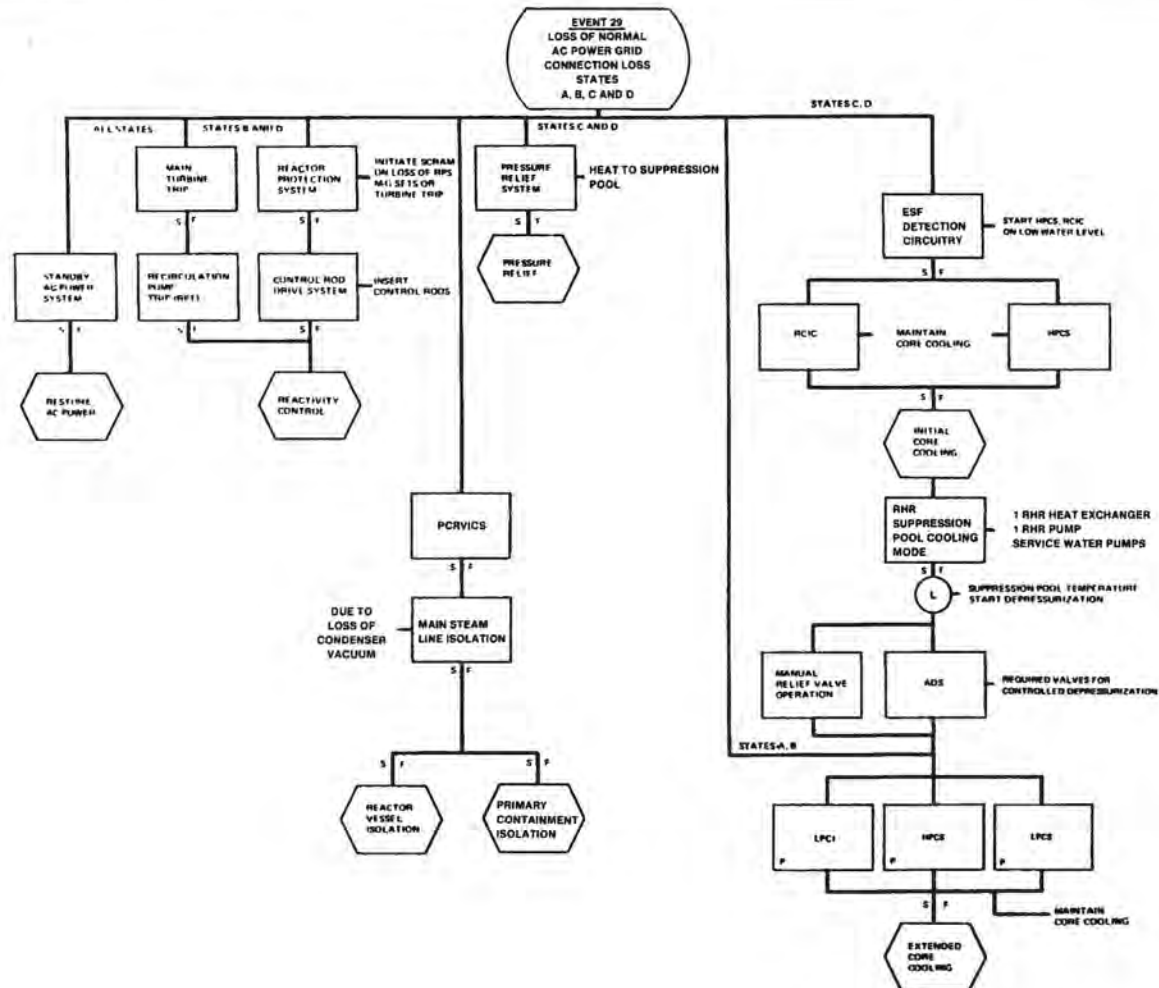 EVENT 29
LOSS OF NORMAL
AC POWER GRID
CONNECTION LOSS
STATES
A, B, C AND D
ALL STATES
STATES B AND D
STATES C AND D
STATES C, D
MAIN
TURBINE
TRIP
REACTOR
PROTECTION
SYSTEM
INITIATE SCRAM
ON LOSS OF RPS
M-G SETS OR
TURBINE TRIP
PRESSURE
RELIEF
SYSTEM
HEAT TO SUPPRESSION
POOL
S F
S F
S F
ESF
DETECTION
CIRCUITRY
START HPCS, RCIC
ON LOW WATER LEVEL
S F
STANDBY
AC POWER
SYSTEM
RECIRCULATION
PUMP
TRIP
CONTROL ROD
DRIVE SYSTEM
INSERT
CONTROL RODS
PRESSURE
RELIEF
S F
S F
RCIC
MAINTAIN
CORE COOLING
HPCS
RESTORE
AC POWER
REACTIVITY
CONTROL
S F
INITIAL
CORE
COOLING
PCRVICS
S F
RHR
SUPPRESSION
POOL COOLING
MODE
1 RHR HEAT EXCHANGER
1 RHR PUMP
SERVICE WATER PUMPS
S F
L
SUPPRESSION POOL TEMPERATURE
START DEPRESSURIZATION
DUE TO
LOSS OF
CONDENSER
VACUUM
MAIN STEAM
LINE ISOLATION
S F
MANUAL
RELIEF VALVE
OPERATION
ADS
REQUIRED VALVES FOR
CONTROLLED DEPRESSURIZATION
STATES-A, B
S F
S F
REACTOR
VESSEL
ISOLATION
PRIMARY
CONTAINMENT
ISOLATION
LPCI
P
HPCS
P
LPCS
P
S F
MAINTAIN
CORE COOLING
EXTENDED
CORE
COOLING